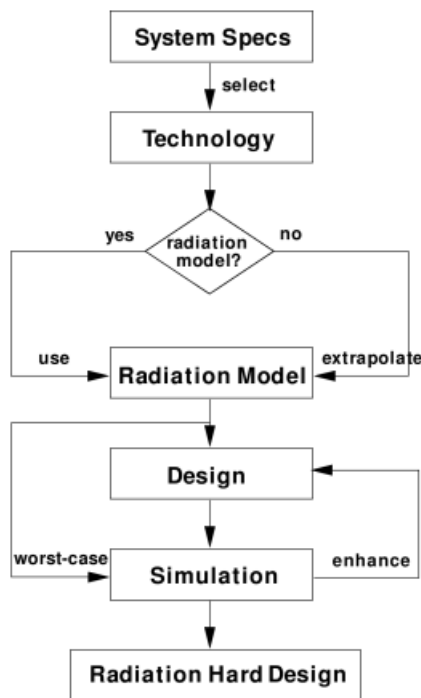 System Specs
select
Technology
yes
radiation
model?
no
use
Radiation Model
extrapolate
Design
worst-case
Simulation
enhance
Radiation Hard Design